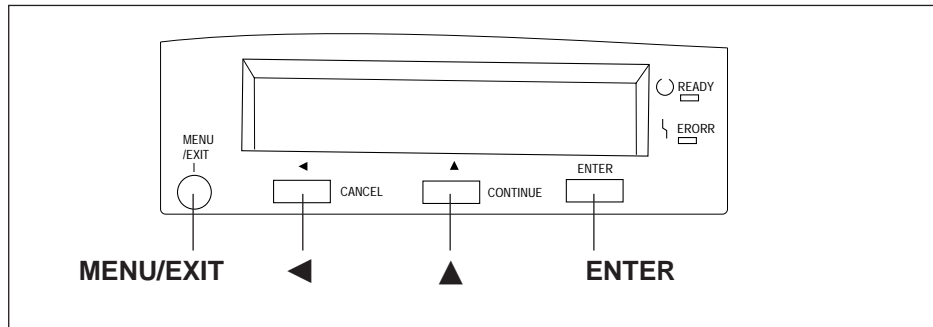 READY
ERORR
MENU
/EXIT
◀ ▲ ENTER
CANCEL CONTINUE
MENU/EXIT ◀ ▲ ENTER